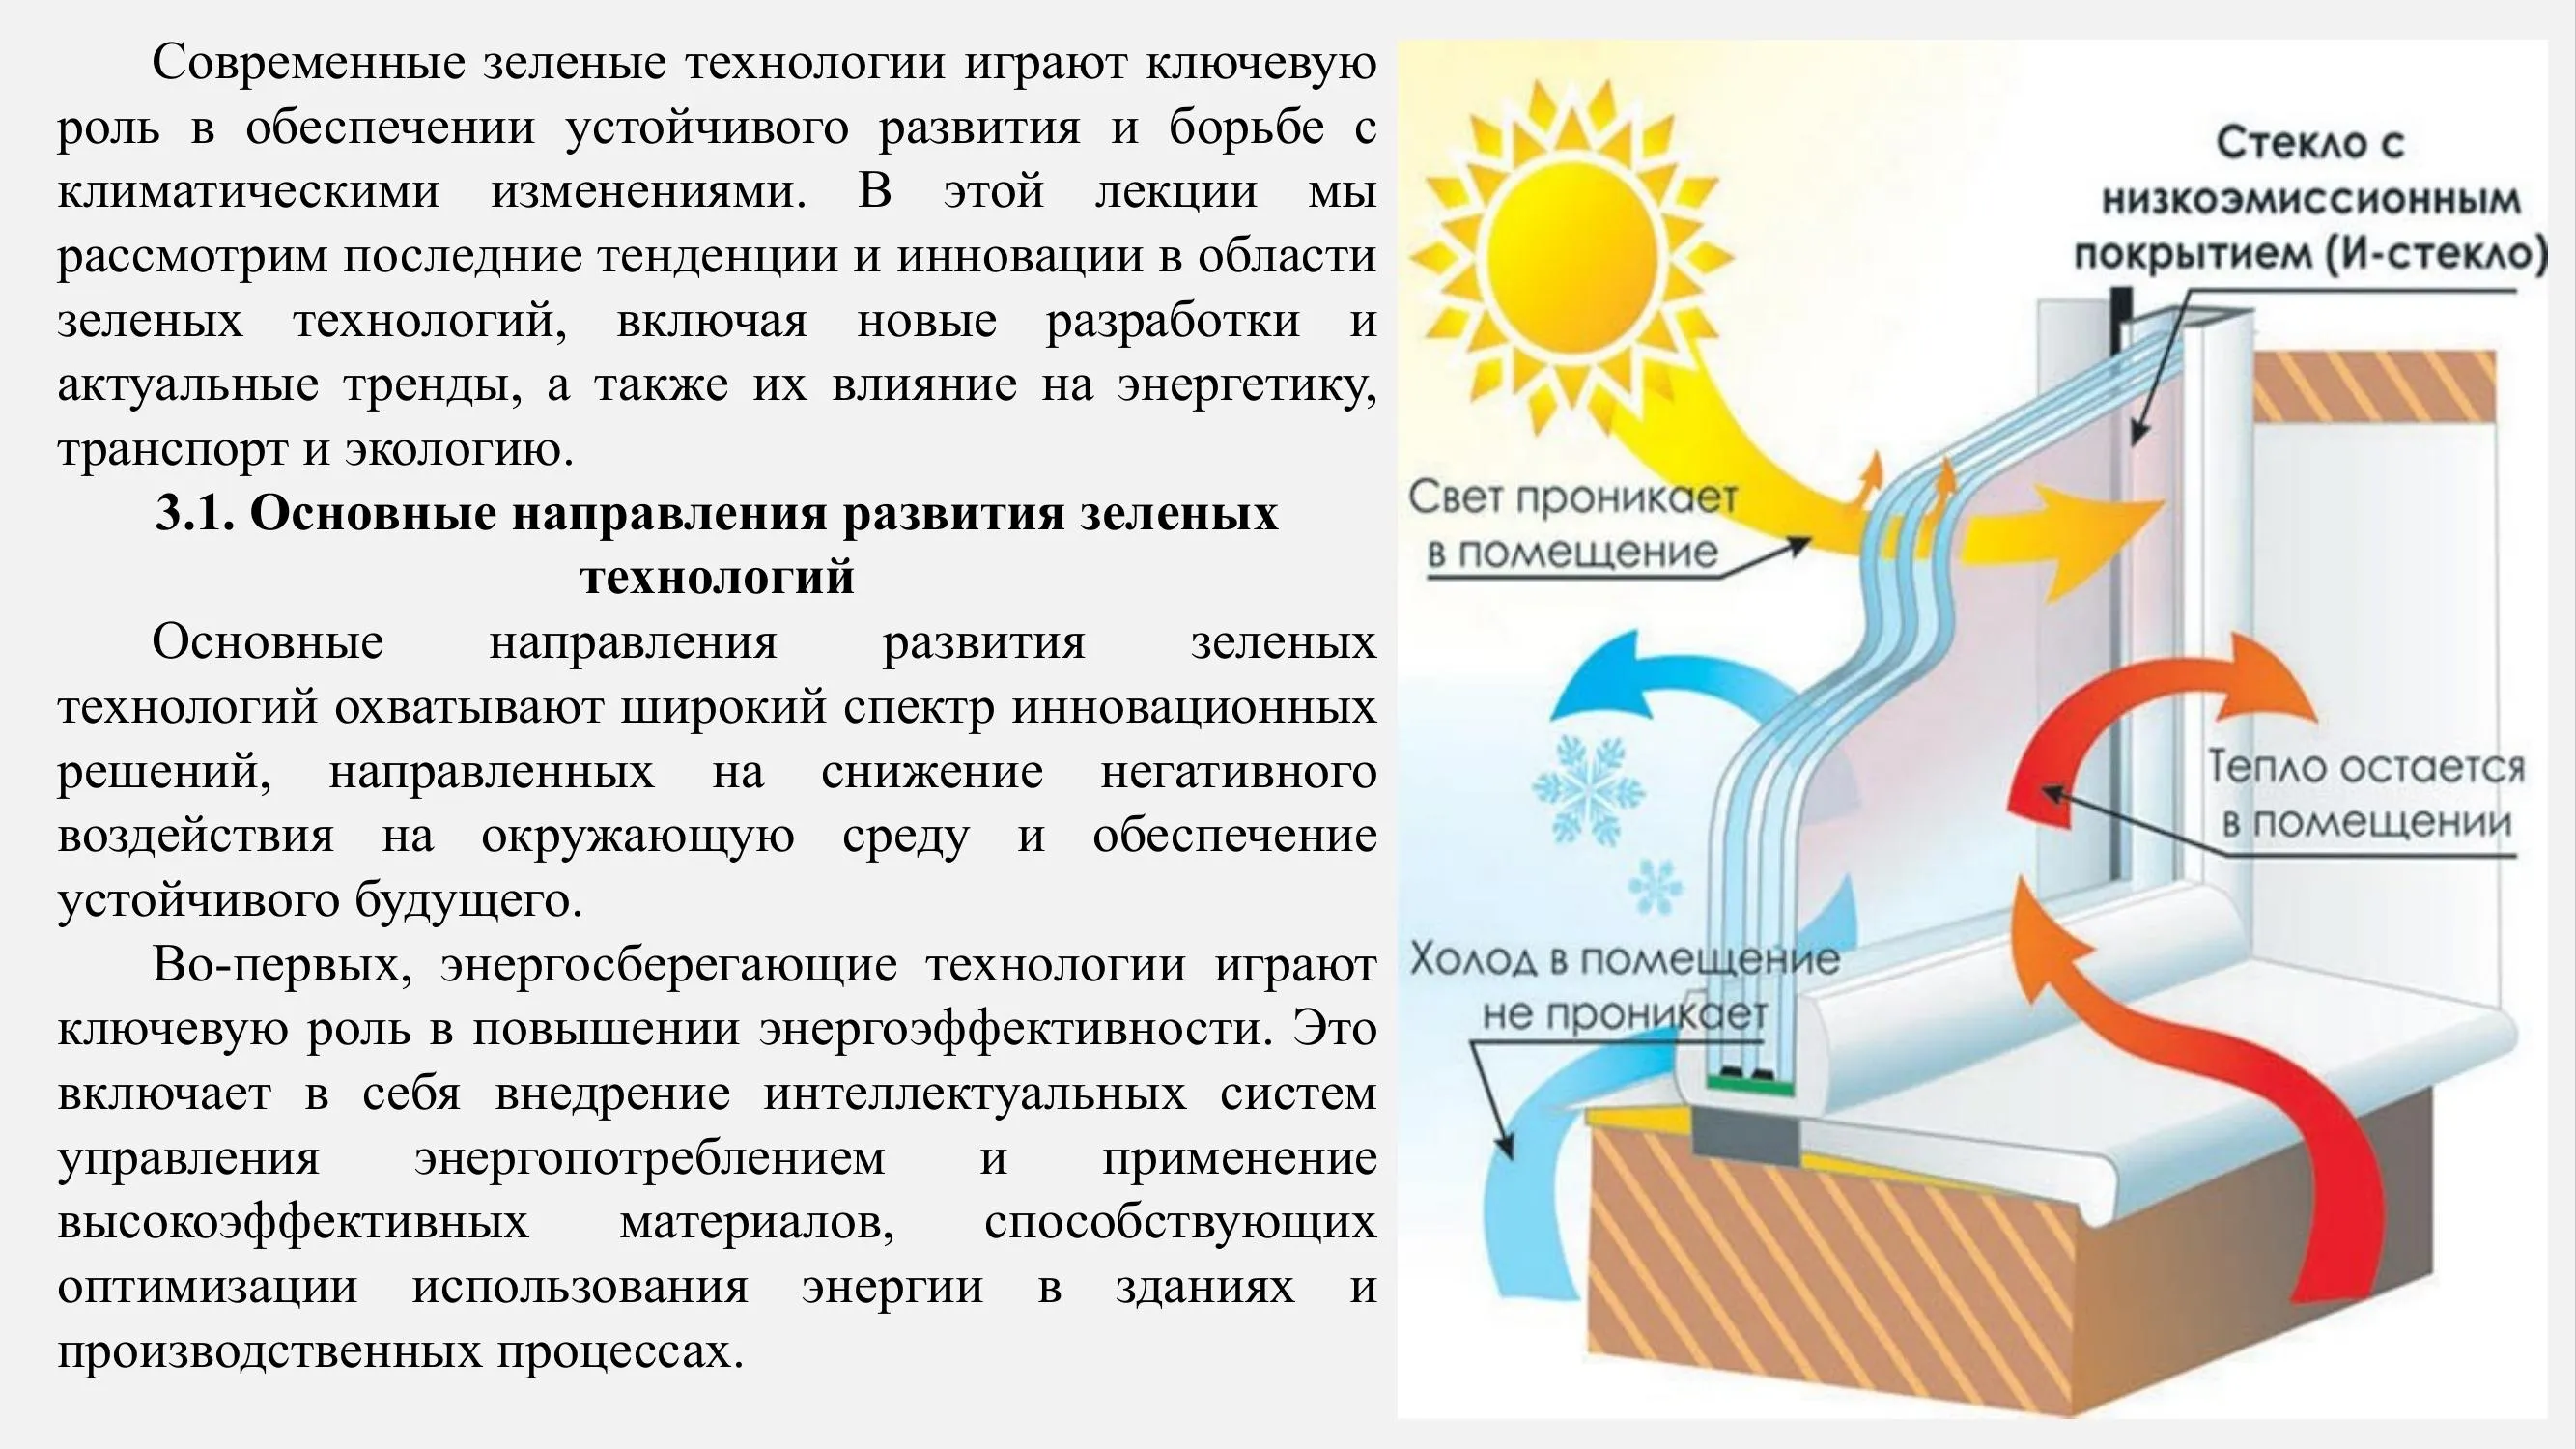 Современные зеленые технологии играют ключевую
роль в обеспечении устойчивого развития и борьбе с
климатическими изменениями. В этой лекции мы
рассмотрим последние тенденции и инновации в области
зеленых технологий, включая новые разработки и
актуальные тренды, а также их влияние на энергетику,
транспорт и экологию.
3.1. Основные направления развития зеленых
технологий
Основные направления развития зеленых
технологий охватывают широкий спектр инновационных
решений, направленных на снижение негативного
воздействия на окружающую среду и обеспечение
устойчивого будущего.
Во-первых, энергосберегающие технологии играют
ключевую роль в повышении энергоэффективности. Это
включает в себя внедрение интеллектуальных систем
управления энергопотреблением и применение
высокоэффективных материалов, способствующих
оптимизации использования энергии в зданиях и
производственных процессах.
Стекло с
низкоэмиссионным
покрытием (И-стекло)
Свет проникает
в помещение
Тепло остается
в помещении
Холод в помещение
не проникает